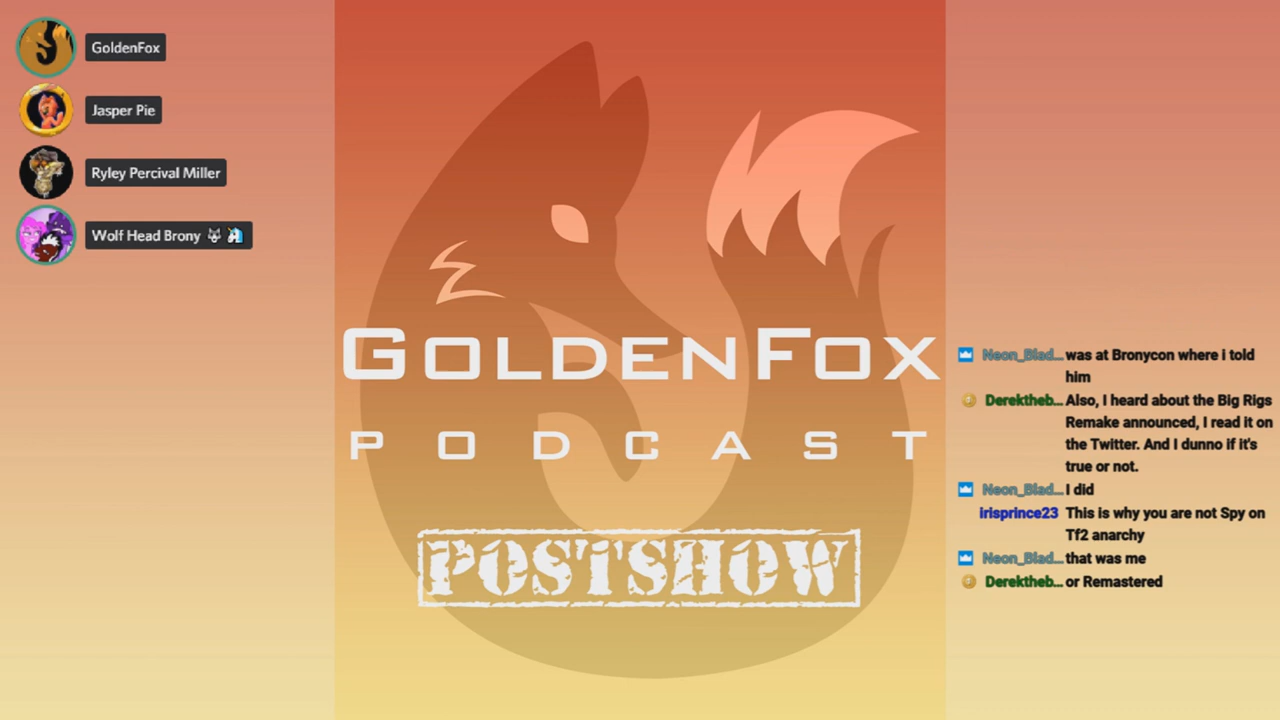 GoldenFox
Jasper Pie
Ryley Percival Miller
Wolf Head Brony
GOLDENFOX
PODCAST
POSTSHOW
Neon_Blad... was at Bronycon where i told
him
Derektheb... Also, I heard about the Big Rigs
Remake announced, I read it on
the Twitter. And I dunno if it's
true or not.
Neon_Blad... I did
irisprince23 This is why you are not Spy on
Tf2 anarchy
Neon_Blad... that was me
Derektheb... or Remastered